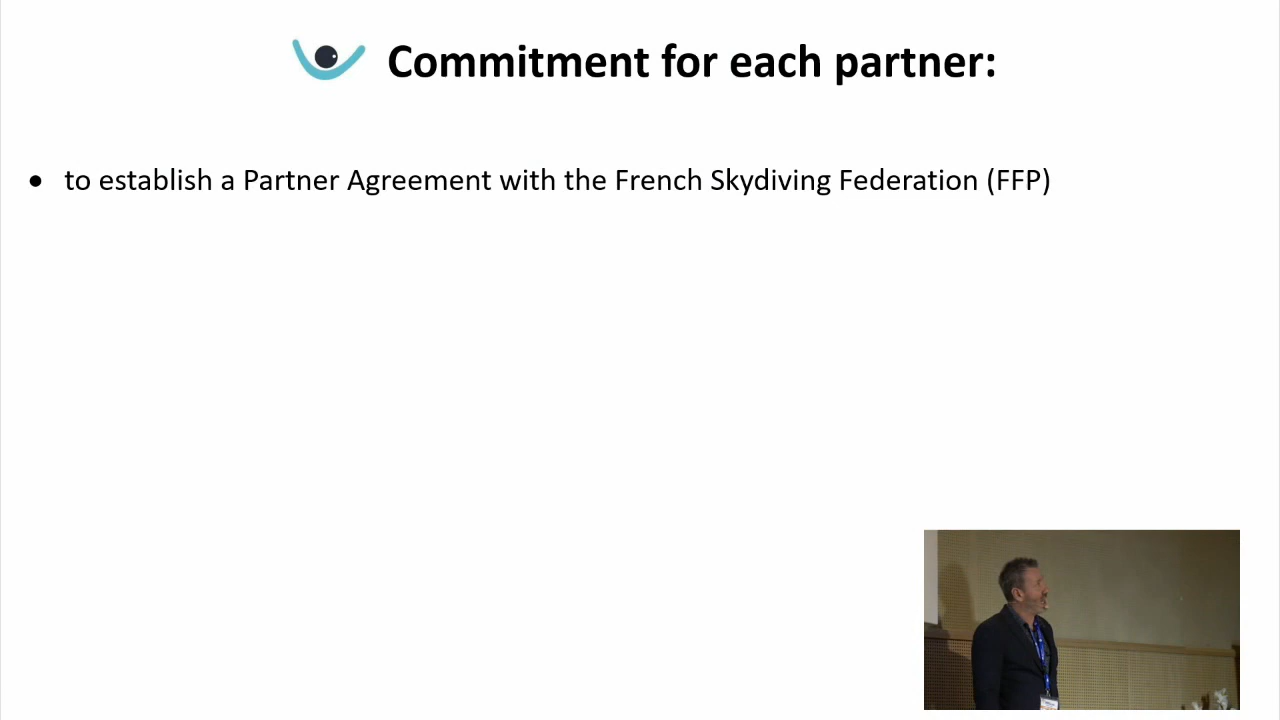 Commitment for each partner:
• to establish a Partner Agreement with the French Skydiving Federation (FFP)